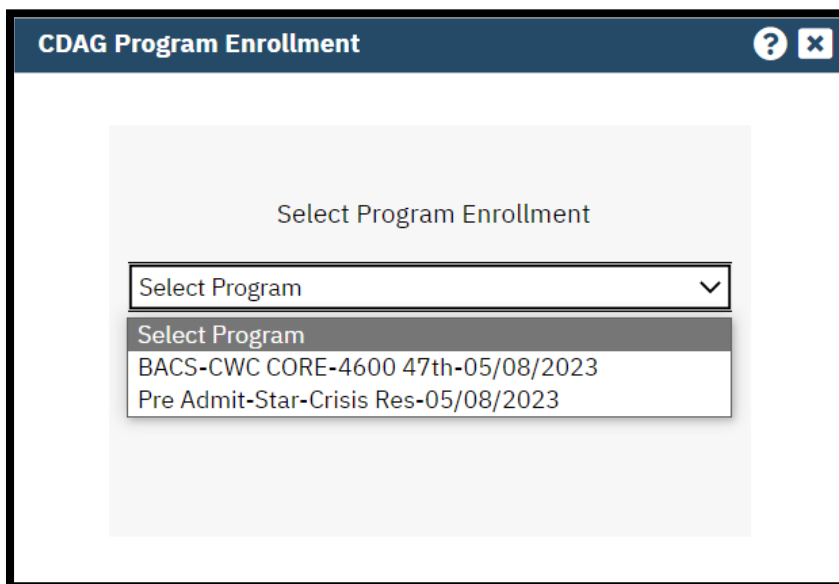 CDAG Program Enrollment
?
Select Program Enrollment
Select Program
Select Program
BACS-CWC CORE-4600 47th-05/08/2023
Pre Admit-Star-Crisis Res-05/08/2023